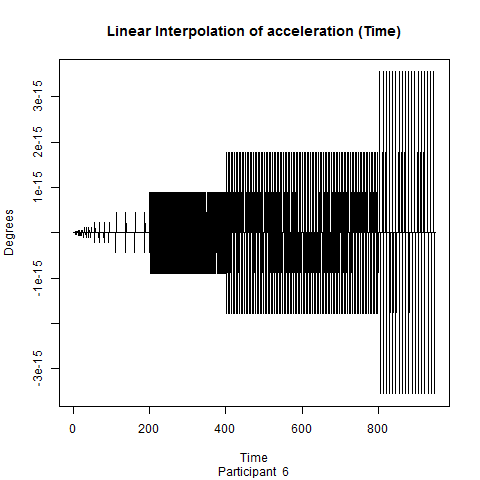 Linear Interpolation of acceleration (Time)
Degrees
3e-15
2e-15
1e-15
-1e-15
-3e-15
0 200 400 600 800
Time
Participant 6